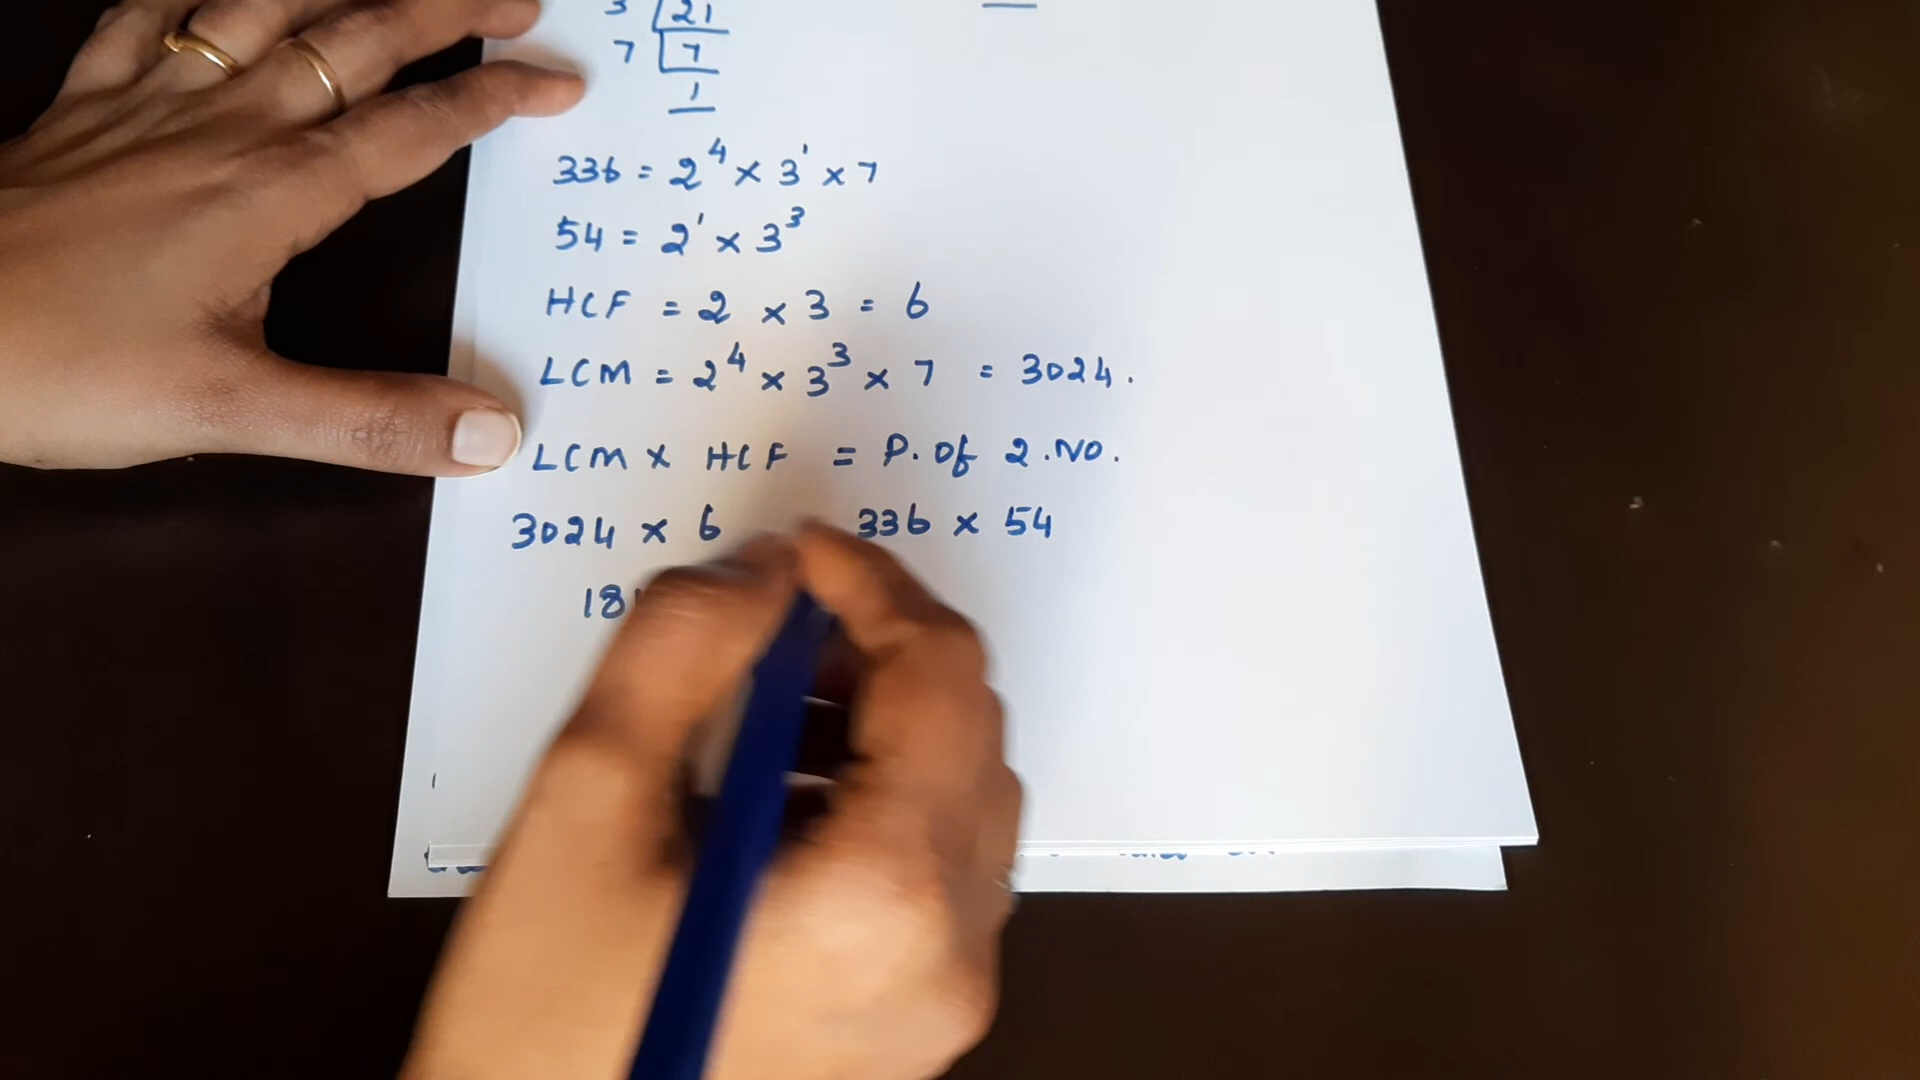 3 21
7 7
1
336 = 2⁴ × 3¹ × 7
54 = 2¹ × 3³
HCF = 2 × 3 = 6
LCM = 2⁴ × 3³ × 7 = 3024.
LCM × HCF = P. of 2. NO.
3024 × 6 336 × 54